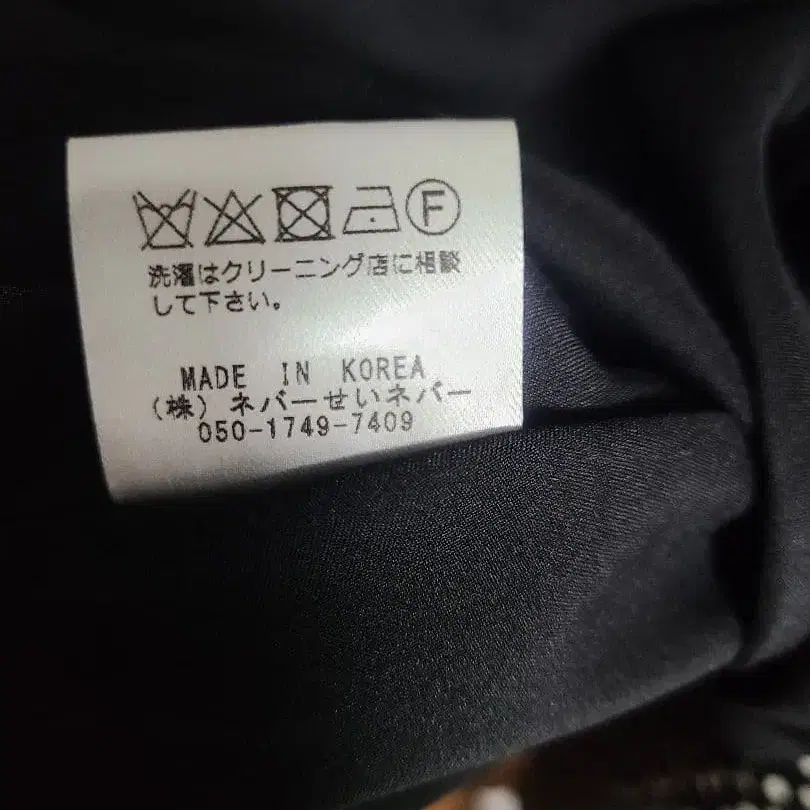 F
洗濯はクリーニング店に相談
して下さい。
MADE IN KOREA
(株) ネバーせいネバー
050-1749-7409